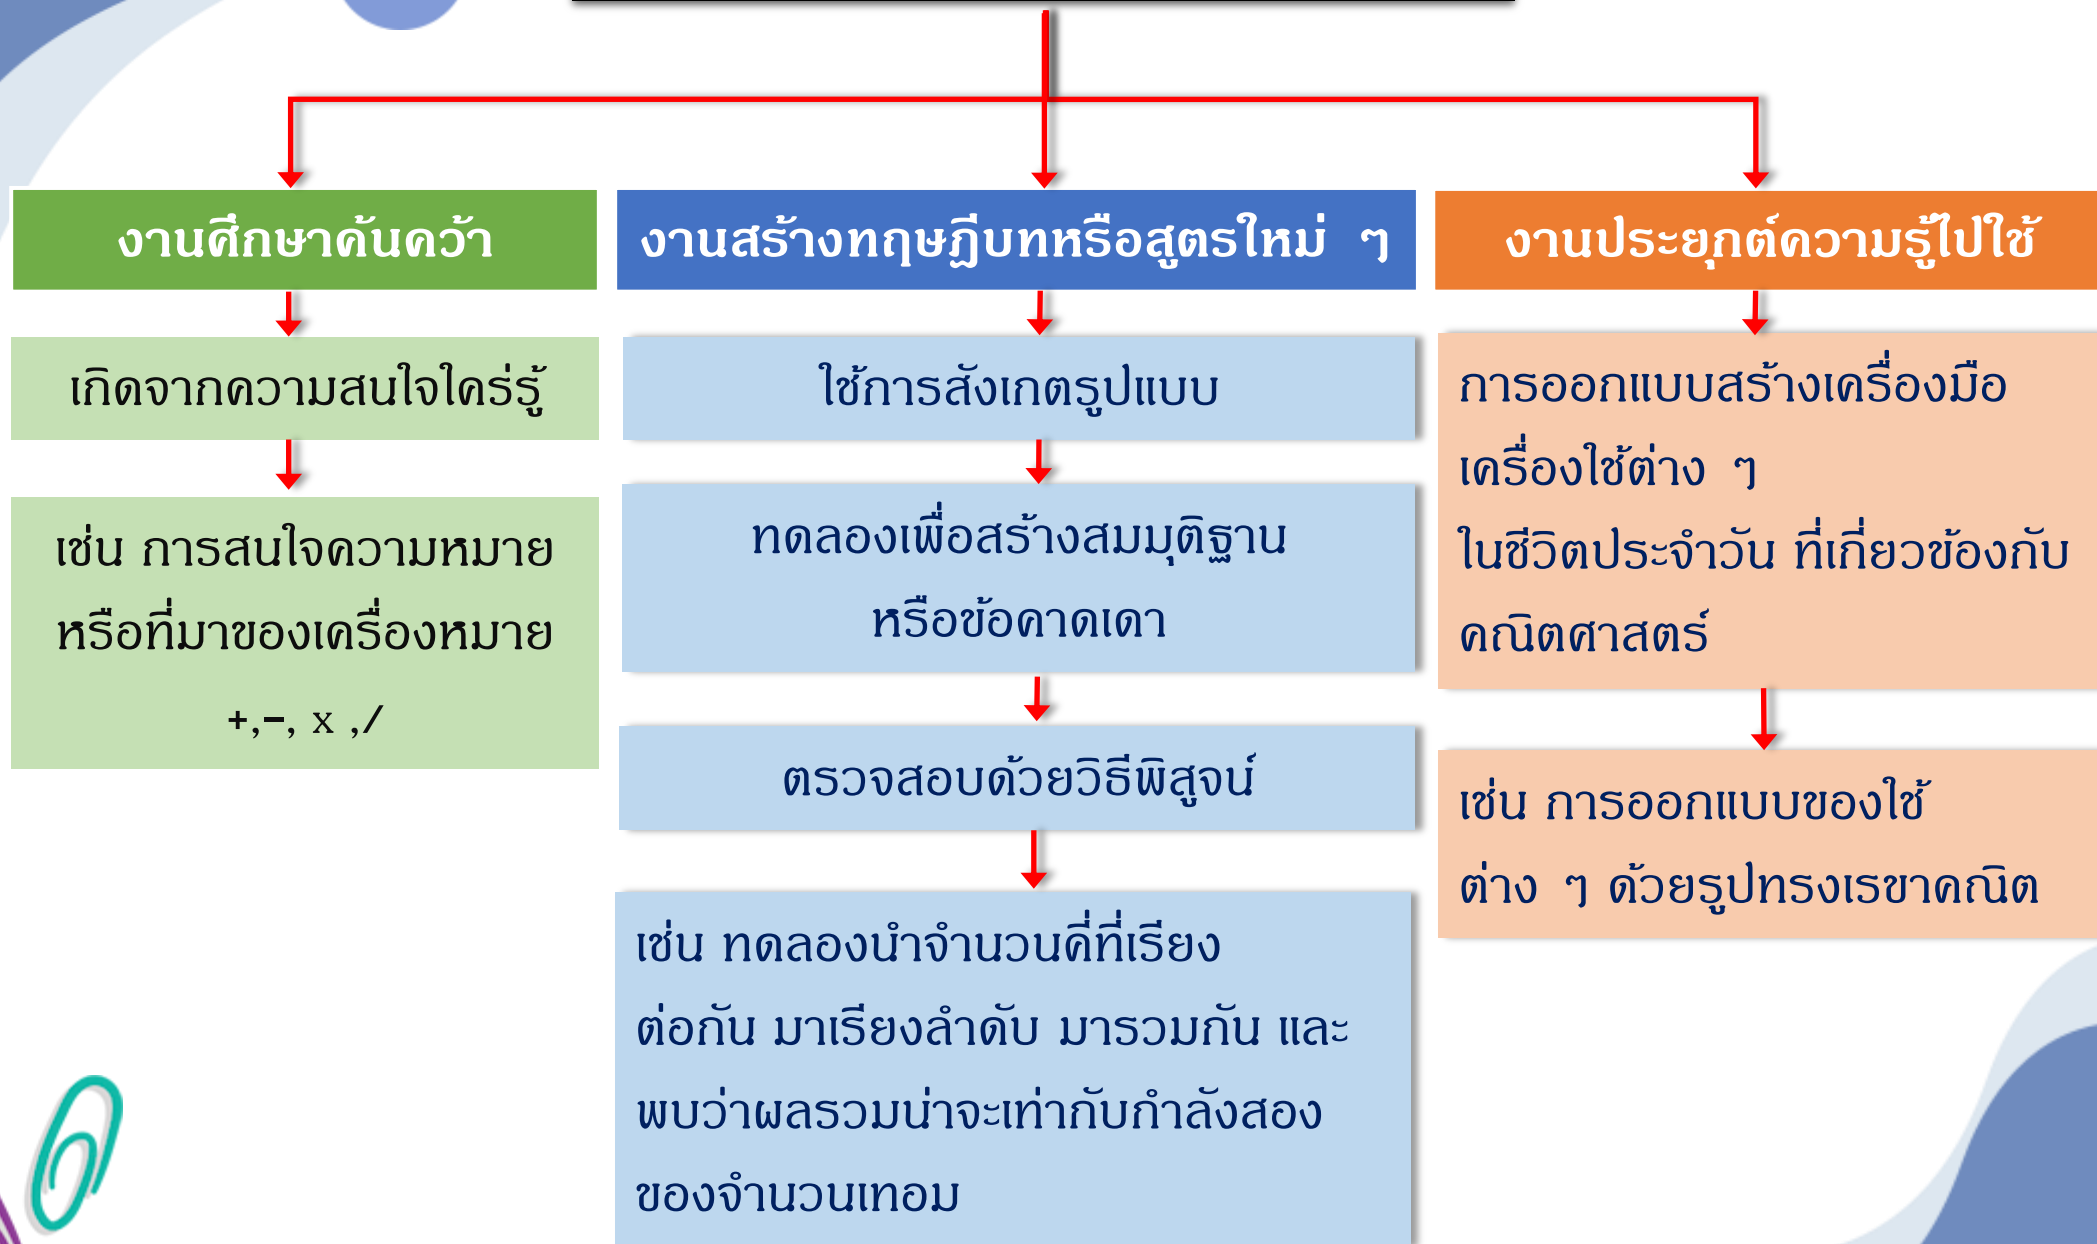 งานศึกษาค้นคว้า
เกิดจากความสนใจใคร่รู้
เช่น การสนใจความหมาย
หรือที่มาของเครื่องหมาย
+,-, x ,/
งานสร้างทฤษฎีบทหรือสูตรใหม่ ๆ
ใช้การสังเกตรูปแบบ
ทดลองเพื่อสร้างสมมุติฐาน
หรือข้อคาดเดา
ตรวจสอบด้วยวิธีพิสูจน์
เช่น ทดลองนำจำนวนคี่ที่เรียง
ต่อกัน มาเรียงลำดับ มารวมกัน และ
พบว่าผลรวมน่าจะเท่ากับกำลังสอง
ของจำนวนเทอม
งานประยุกต์ความรู้ไปใช้
การออกแบบสร้างเครื่องมือ
เครื่องใช้ต่าง ๆ
ในชีวิตประจำวัน ที่เกี่ยวข้องกับ
คณิตศาสตร์
เช่น การออกแบบของใช้
ต่าง ๆ ด้วยรูปทรงเรขาคณิต